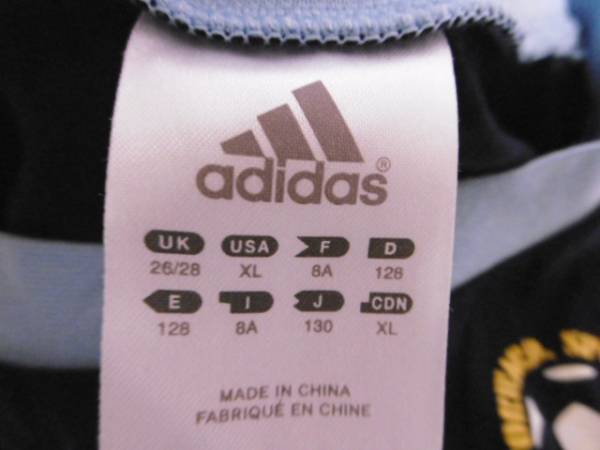 adidas®
UK USA F D
26/28 XL 8A 128
E I J CDN
128 8A 130 XL
MADE IN CHINA
FABRIQUÉ EN CHINE